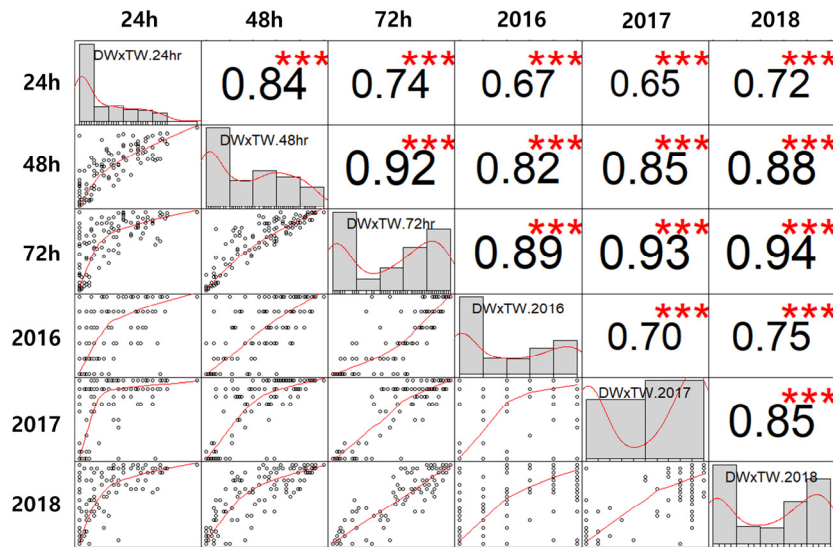 24h 48h 72h 2016 2017 2018
24h DWxTW.24hr 0.84 *** 0.74 *** 0.67 *** 0.65 *** 0.72 ***
48h DWxTW.48hr 0.92 *** 0.82 *** 0.85 *** 0.88 ***
72h DWxTW.72hr 0.89 *** 0.93 *** 0.94 ***
2016 DWxTW.2016 0.70 *** 0.75 ***
2017 DWxTW.2017 0.85 ***
2018 DWxTW.2018